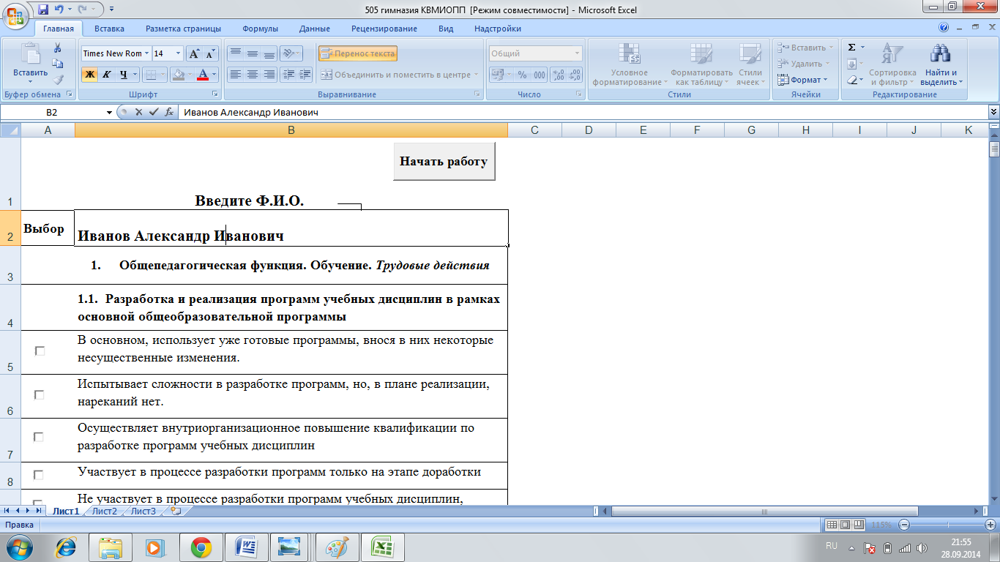 505 гимназия КВМИОПП [Режим совместимости] - Microsoft Excel
Главная Вставка Разметка страницы Формулы Данные Рецензирование Вид Надстройки
Вставить
Буфер обмена
Times New Rom 14
Ж К Ч
Шрифт
Перенос текста
Объединить и поместить в центре
Выравнивание
Общий
% 000
Число
Условное форматирование
Форматировать как таблицу
Стили ячеек
Стили
Вставить
Удалить
Формат
Ячейки
Σ
Сортировка и фильтр
Найти и выделить
Редактирование
B2 fx Иванов Александр Иванович
A B C D E F G H I J K
Начать работу
1 Введите Ф.И.О.
2 Выбор Иванов Александр Иванович
3 1. Общепедагогическая функция. Обучение. Трудовые действия
1.1. Разработка и реализация программ учебных дисциплин в рамках
4 основной общеобразовательной программы
В основном, использует уже готовые программы, внося в них некоторые
5 несущественные изменения.
Испытывает сложности в разработке программ, но, в плане реализации,
6 нареканий нет.
Осуществляет внутриорганизационное повышение квалификации по
7 разработке программ учебных дисциплин
8 Участвует в процессе разработки программ только на этапе доработки
Не участвует в процессе разработки программ учебных дисциплин,
Лист1 Лист2 Лист3
Правка 115%
RU 21:55
28.09.2014